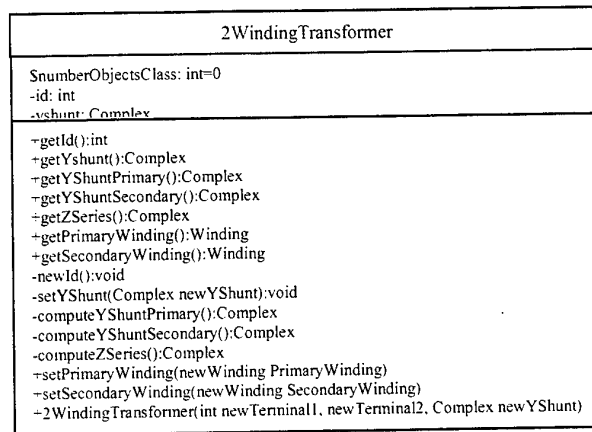 2WindingTransformer
SnumberObjectsClass: int=0
-id: int
-yshunt: Complex
+getId():int
+getYshunt():Complex
+getYShuntPrimary():Complex
+getYShuntSecondary():Complex
+getZSeries():Complex
+getPrimaryWinding():Winding
+getSecondaryWinding():Winding
-newId():void
-setYShunt(Complex newYShunt):void
-computeYShuntPrimary():Complex
-computeYShuntSecondary():Complex
-computeZSeries():Complex
+setPrimaryWinding(newWinding PrimaryWinding)
+setSecondaryWinding(newWinding SecondaryWinding)
+2WindingTransformer(int newTerminal1, newTerminal2, Complex newYShunt)